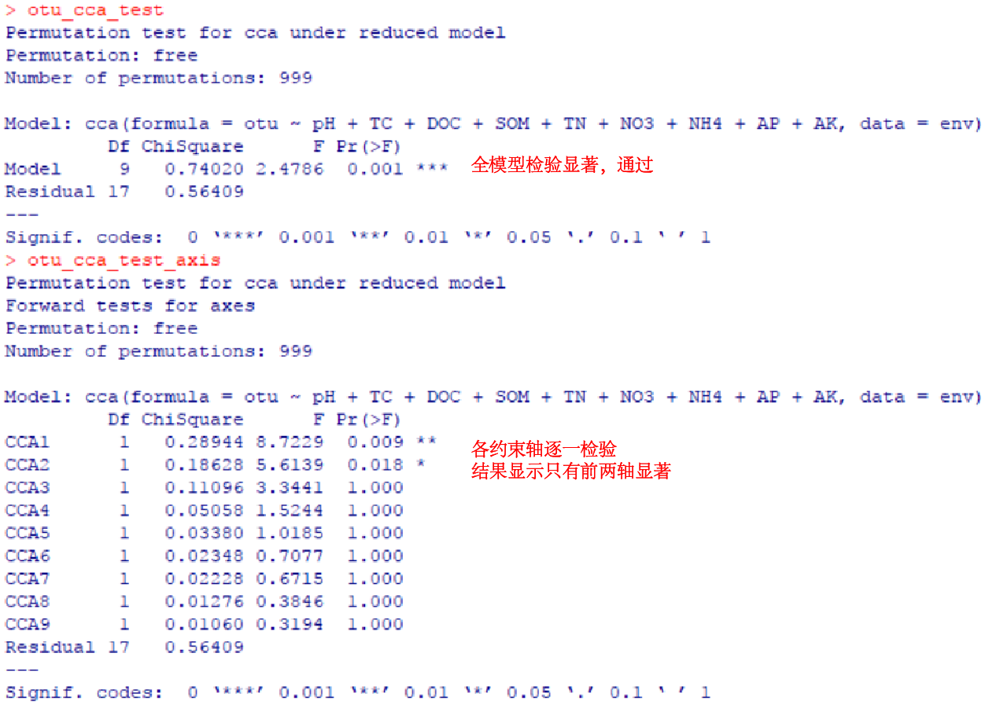 > otu_cca_test
Permutation test for cca under reduced model
Permutation: free
Number of permutations: 999
Model: cca(formula = otu ~ pH + TC + DOC + SOM + TN + NO3 + NH4 + AP + AK, data = env)
Df ChiSquare F Pr(>F)
Model 9 0.74020 2.4786 0.001 *** 全模型检验显著，通过
Residual 17 0.56409
---
Signif. codes: 0 ‘***’ 0.001 ‘**’ 0.01 ‘*’ 0.05 ‘.’ 0.1 ‘ ’ 1
> otu_cca_test_axis
Permutation test for cca under reduced model
Forward tests for axes
Permutation: free
Number of permutations: 999
Model: cca(formula = otu ~ pH + TC + DOC + SOM + TN + NO3 + NH4 + AP + AK, data = env)
Df ChiSquare F Pr(>F)
CCA1 1 0.28944 8.7229 0.009 ** 各约束轴逐一检验
CCA2 1 0.18628 5.6139 0.018 * 结果显示只有前两轴显著
CCA3 1 0.11096 3.3441 1.000
CCA4 1 0.05058 1.5244 1.000
CCA5 1 0.03380 1.0185 1.000
CCA6 1 0.02348 0.7077 1.000
CCA7 1 0.02228 0.6715 1.000
CCA8 1 0.01276 0.3846 1.000
CCA9 1 0.01060 0.3194 1.000
Residual 17 0.56409
---
Signif. codes: 0 ‘***’ 0.001 ‘**’ 0.01 ‘*’ 0.05 ‘.’ 0.1 ‘ ’ 1